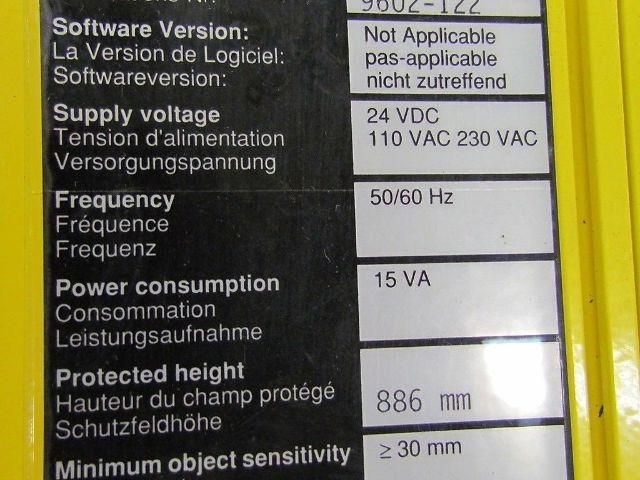 9602-122
Software Version: Not Applicable
La Version de Logiciel: pas-applicable
Softwareversion: nicht zutreffend
Supply voltage 24 VDC
Tension d'alimentation 110 VAC 230 VAC
Versorgungspannung
Frequency 50/60 Hz
Fréquence
Frequenz
Power consumption 15 VA
Consommation
Leistungsaufnahme
Protected height
Hauteur du champ protégé 886 mm
Schutzfeldhöhe
Minimum object sensitivity ≥ 30 mm